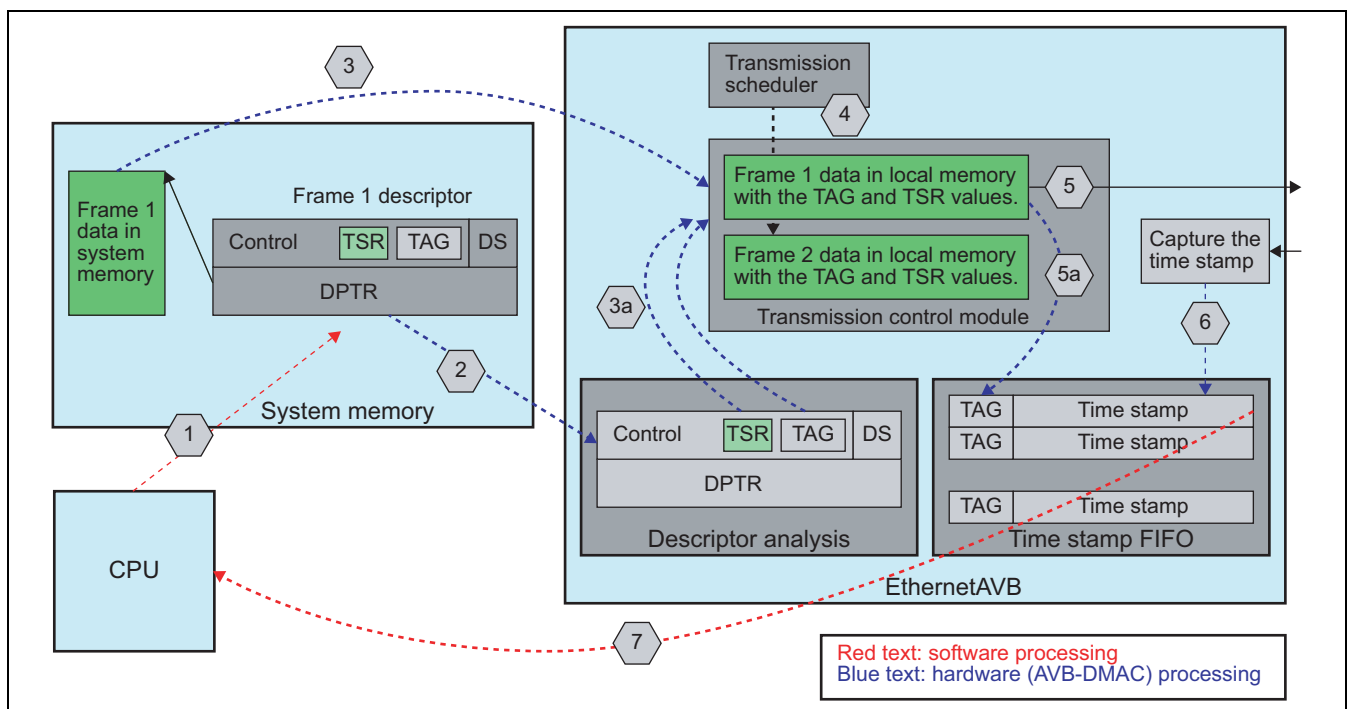 3
Transmission
scheduler
4
Frame 1 data in local memory
with the TAG and TSR values.
5
Frame 2 data in local memory
with the TAG and TSR values.
5a
Transmission control module
Capture the
time stamp
6
Frame 1
data in
system
memory
Frame 1 descriptor
Control TSR TAG DS
DPTR
3a
2
System memory
1
Control TSR TAG DS
DPTR
Descriptor analysis
TAG Time stamp
TAG Time stamp
TAG Time stamp
Time stamp FIFO
EthernetAVB
CPU
7
Red text: software processing
Blue text: hardware (AVB-DMAC) processing